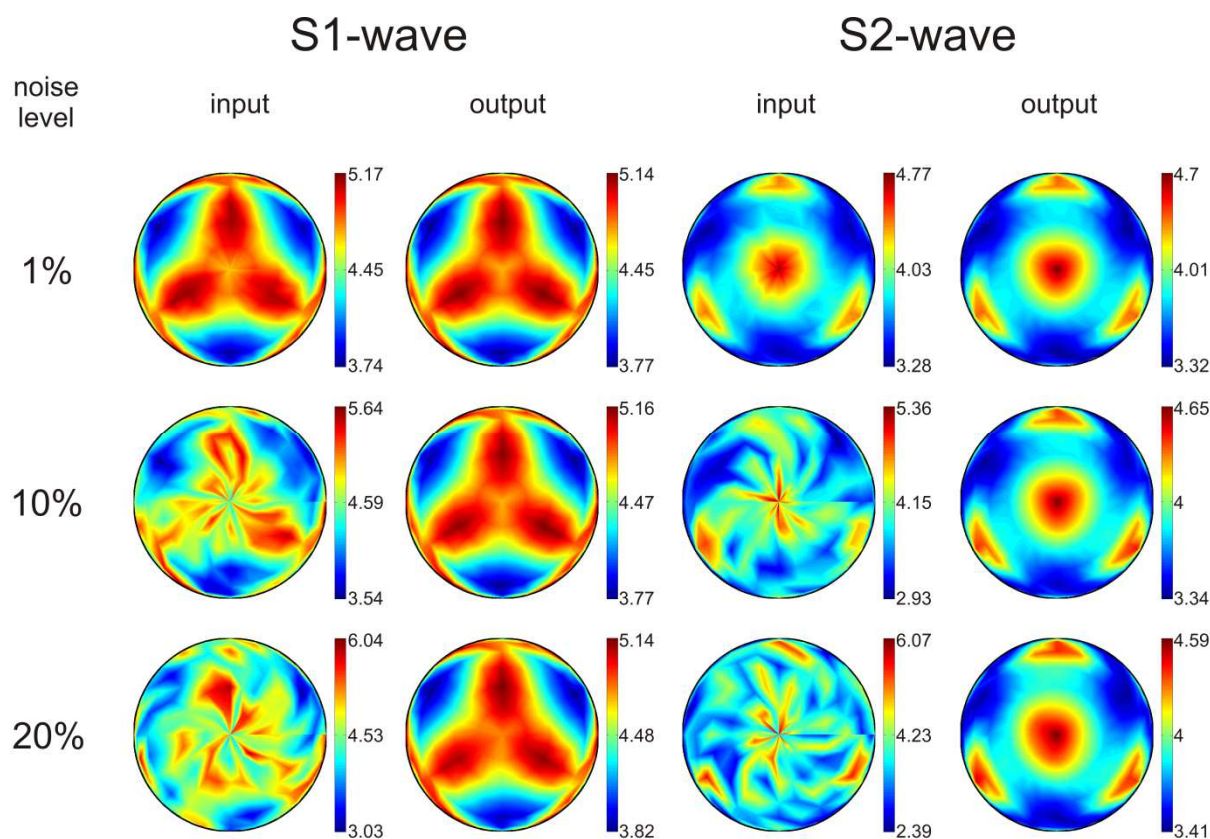 S1-wave S2-wave
noise level input output input output
1%
5.17 5.14 4.77 4.7
4.45 4.45 4.03 4.01
3.74 3.77 3.28 3.32
10%
5.64 5.16 5.36 4.65
4.59 4.47 4.15 4
3.54 3.77 2.93 3.34
20%
6.04 5.14 6.07 4.59
4.53 4.48 4.23 4
3.03 3.82 2.39 3.41